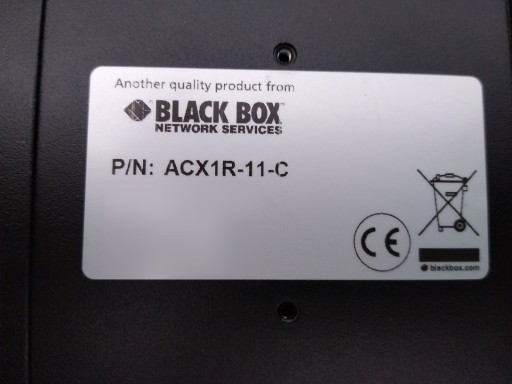 Another quality product from
BLACK BOX
NETWORK SERVICES
P/N: ACX1R-11-C
CE
blackbox.com